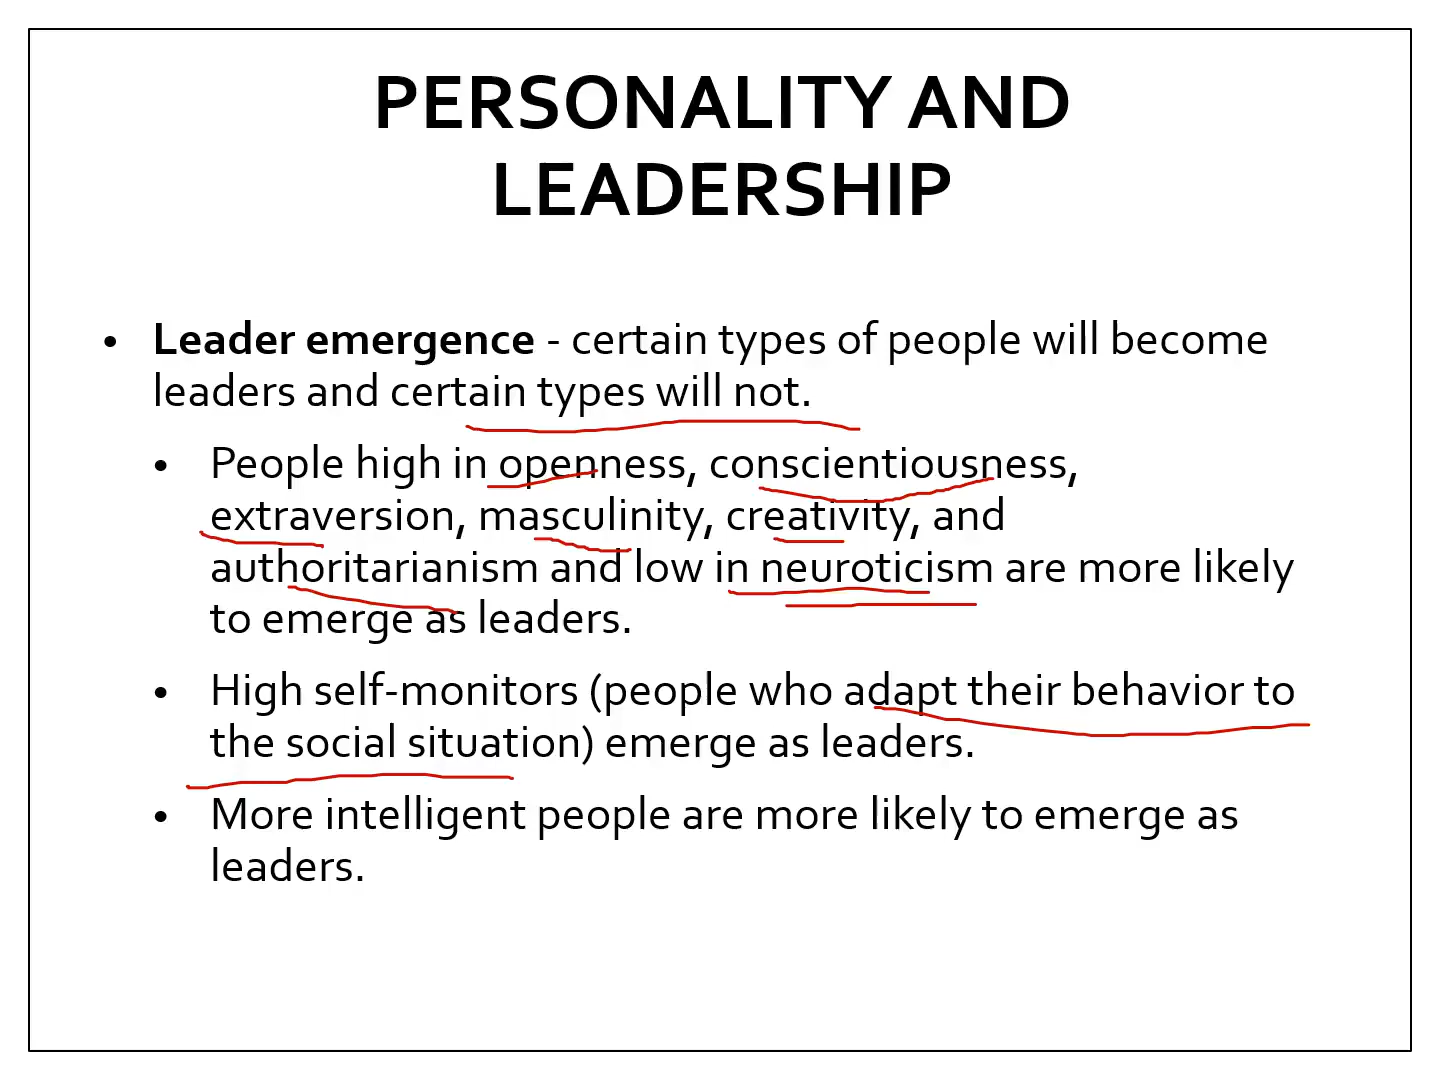 PERSONALITY AND
LEADERSHIP
• Leader emergence - certain types of people will become
leaders and certain types will not.
• People high in openness, conscientiousness,
extraversion, masculinity, creativity, and
authoritarianism and low in neuroticism are more likely
to emerge as leaders.
• High self-monitors (people who adapt their behavior to
the social situation) emerge as leaders.
• More intelligent people are more likely to emerge as
leaders.